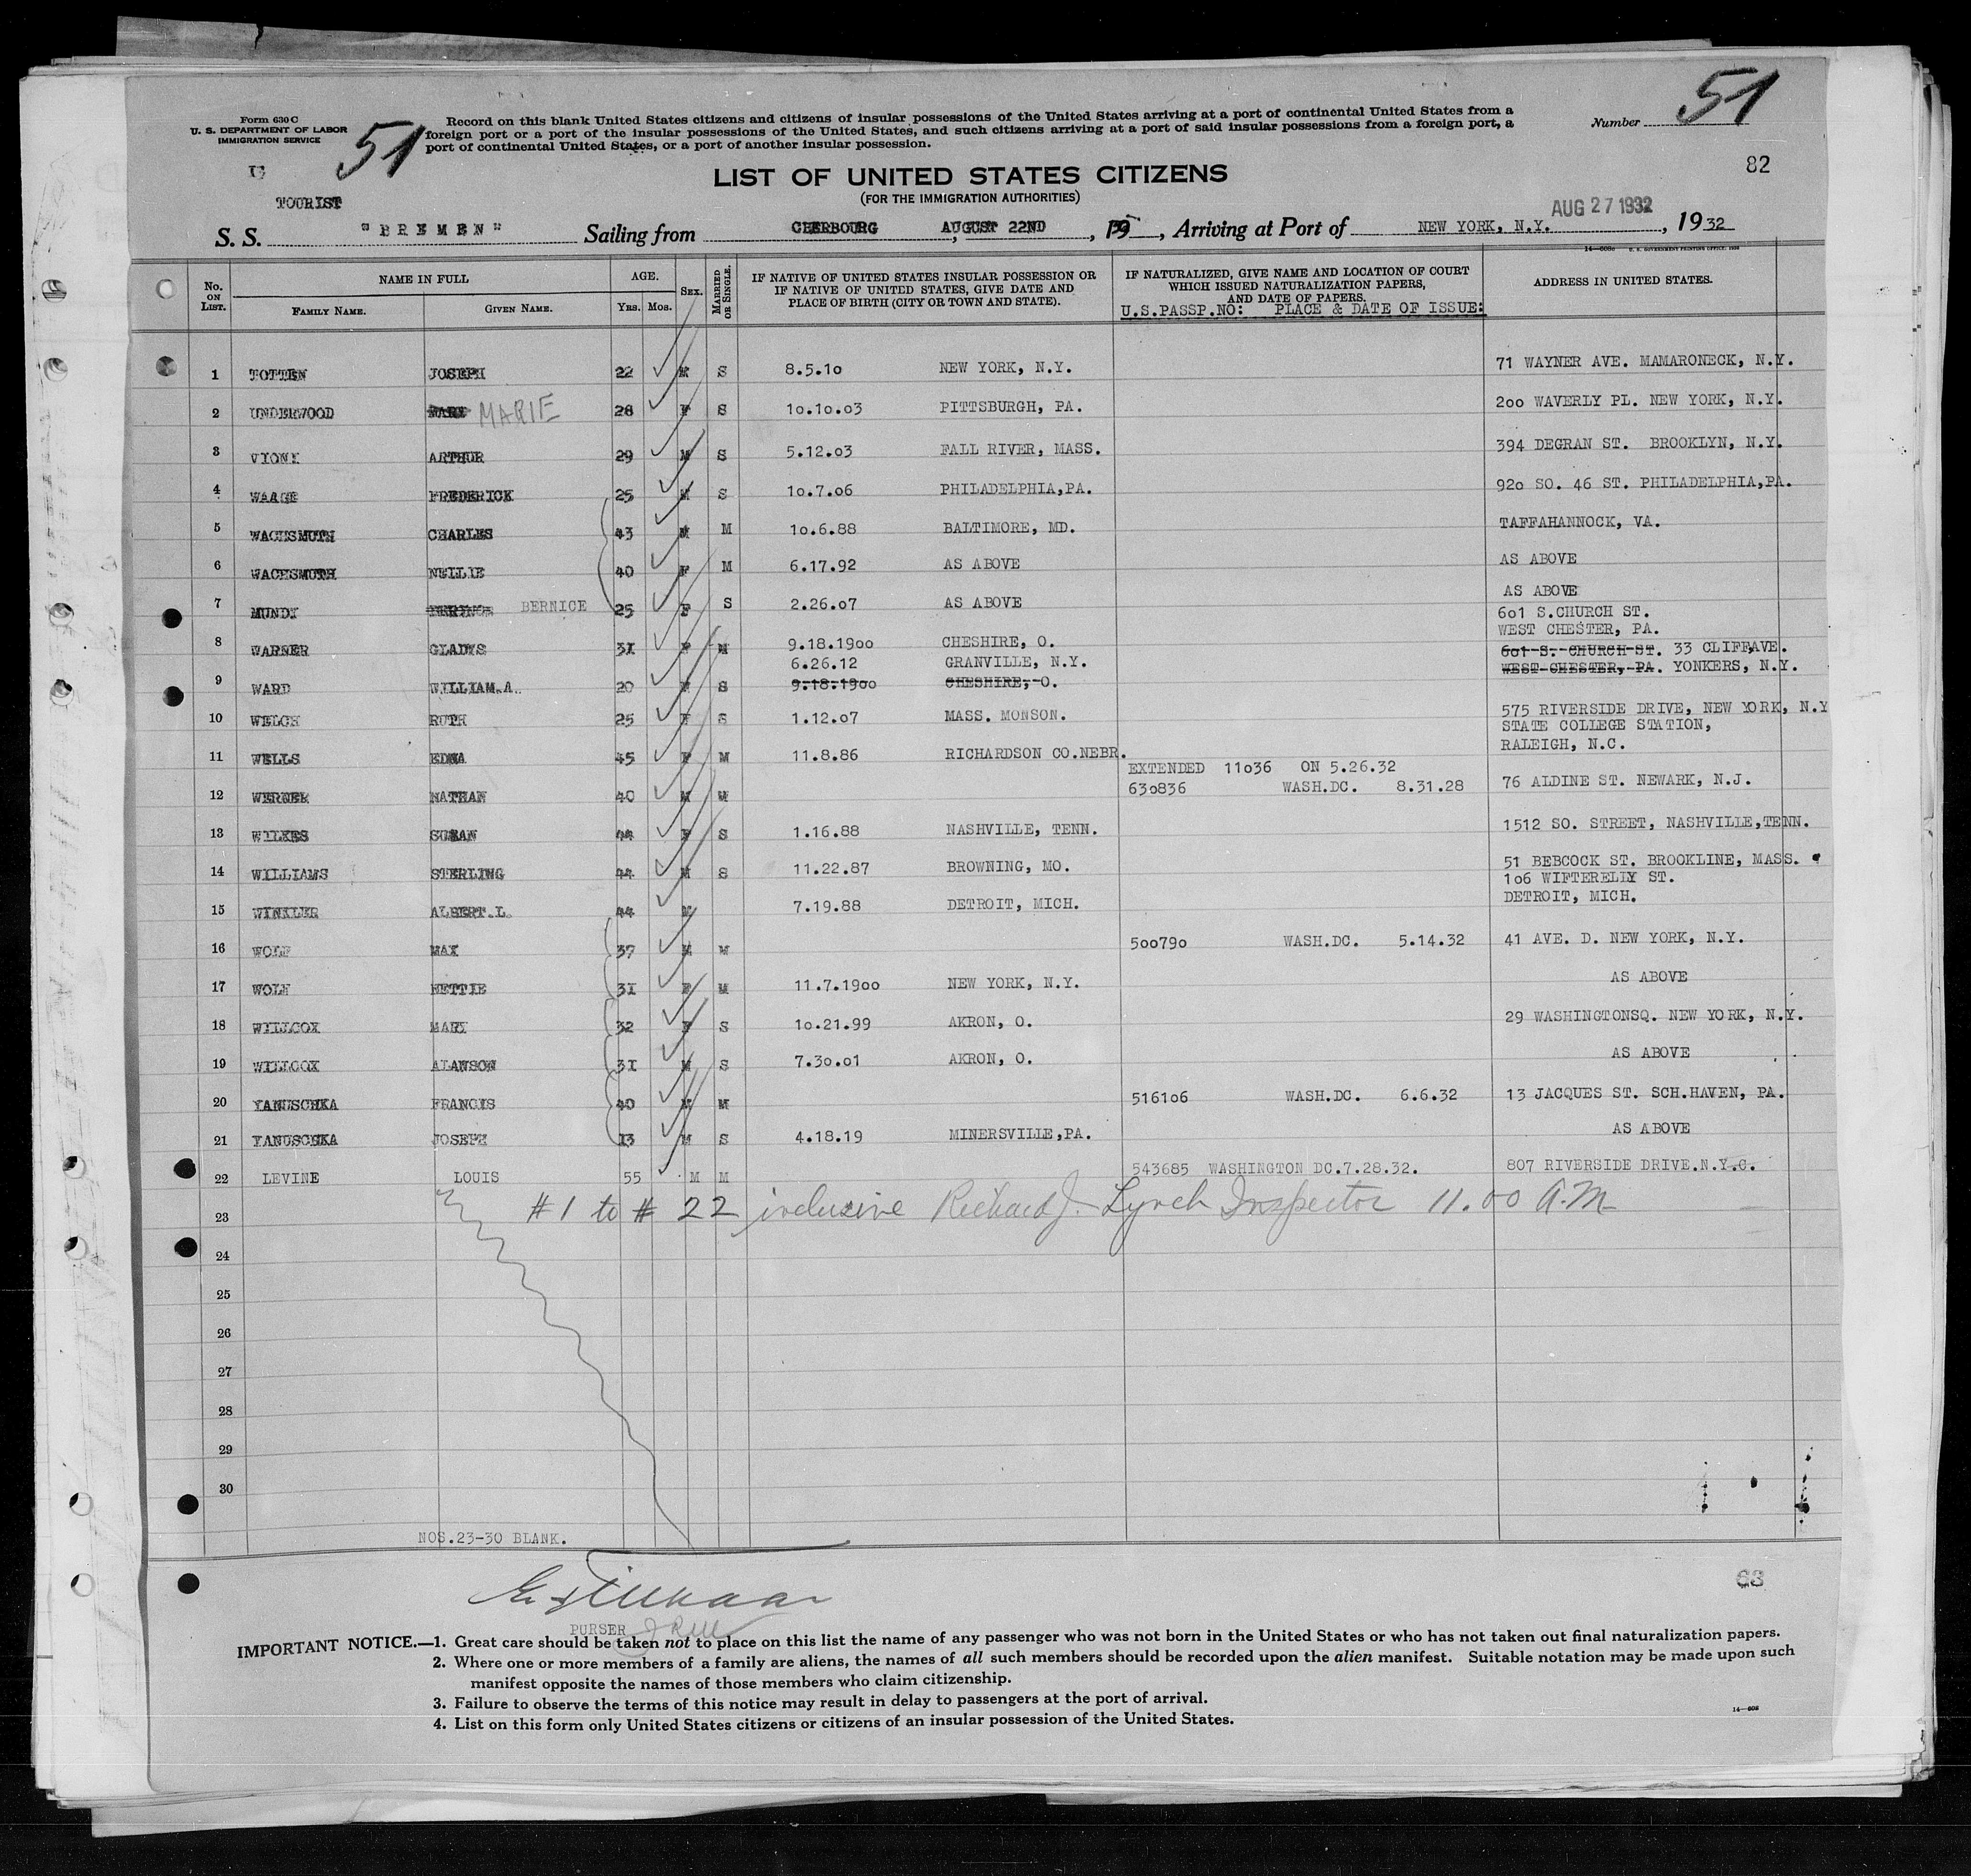 Form 630 C
U. S. DEPARTMENT OF LABOR
IMMIGRATION SERVICE
51
Record on this blank United States citizens and citizens of insular possessions of the United States arriving at a port of continental United States from a
foreign port or a port of the insular possessions of the United States, and such citizens arriving at a port of said insular possessions from a foreign port, a
port of continental United States, or a port of another insular possession.
Number 51
82
LIST OF UNITED STATES CITIZENS
(FOR THE IMMIGRATION AUTHORITIES)
TOURIST
AUG 27 1932
S. S. "BREMEN" Sailing from CHERBOURG, AUGUST 22ND, 19, Arriving at Port of NEW YORK, N.Y., 1932
No. ON LIST. NAME IN FULL FAMILY NAME. GIVEN NAME. AGE. YRS. MOS. SEX. MARRIED OR SINGLE. IF NATIVE OF UNITED STATES INSULAR POSSESSION OR IF NATIVE OF UNITED STATES, GIVE DATE AND PLACE OF BIRTH (CITY OR TOWN AND STATE). IF NATURALIZED, GIVE NAME AND LOCATION OF COURT WHICH ISSUED NATURALIZATION PAPERS, AND DATE OF PAPERS. ADDRESS IN UNITED STATES.
U.S.PASSP.NO: PLACE & DATE OF ISSUE:
1 TOTTEN JOSEPH 22 M S 8.5.10 NEW YORK, N.Y. 71 WAYNER AVE. MAMARONECK, N.Y.
2 UNDERWOOD MARY MARIE 28 F S 10.10.03 PITTSBURGH, PA. 200 WAVERLY PL. NEW YORK, N.Y.
3 VIONY ARTHUR 29 M S 5.12.03 FALL RIVER, MASS. 394 DEGRAN ST. BROOKLYN, N.Y.
4 WAAGE FREDERICK 25 M S 10.7.06 PHILADELPHIA,PA. 920 SO. 46 ST. PHILADELPHIA,PA.
5 WACHSMUTH CHARLES 43 M M 10.6.88 BALTIMORE, MD. TAFFAHANNOCK, VA.
6 WACHSMUTH NELLIE 40 F M 6.17.92 AS ABOVE AS ABOVE
7 MUNDY BERNICE 25 F S 2.26.07 AS ABOVE AS ABOVE
601 S.CHURCH ST.
WEST CHESTER, PA.
8 WARNER GLADYS 31 F M 9.18.1900 CHESHIRE, O.
601 S. CHURCH ST. 33 CLIFFAVE.
6.26.12 GRANVILLE, N.Y. WEST CHESTER, PA. YONKERS, N.Y.
9 WARD WILLIAM.A. 20 M S 9.18.1900 CHESHIRE, O.
10 WELCH RUTH 25 F S 1.12.07 MASS. MONSON. 575 RIVERSIDE DRIVE, NEW YORK, N.Y
STATE COLLEGE STATION,
11 WELLS EDNA 45 F M 11.8.86 RICHARDSON CO.NEBR. RALEIGH, N.C.
EXTENDED 11036 ON 5.26.32
12 WERNER NATHAN 40 M M 630836 WASH.DC. 8.31.28 76 ALDINE ST. NEWARK, N.J.
13 WILKES SUSAN 44 F S 1.16.88 NASHVILLE, TENN. 1512 SO. STREET, NASHVILLE,TENN.
14 WILLIAMS STERLING 44 M S 11.22.87 BROWNING, MO. 51 BEBCOCK ST. BROOKLINE, MASS.
106 WIFTERELIY ST.
15 WINKLER ALBERT.L. 44 M 7.19.88 DETROIT, MICH. DETROIT, MICH.
16 WOLF MAX 37 M M 500790 WASH.DC. 5.14.32 41 AVE. D. NEW YORK, N.Y.
17 WOLF NETTIE 31 F M 11.7.1900 NEW YORK, N.Y. AS ABOVE
18 WILLCOX MARY 32 F S 10.21.99 AKRON, O. 29 WASHINGTONSQ. NEW YORK, N.Y.
19 WILLCOX ALANSON 31 M S 7.30.01 AKRON, O. AS ABOVE
20 YANUSCHKA FRANCIS 40 M M 516106 WASH.DC. 6.6.32 13 JACQUES ST. SCH.HAVEN, PA.
21 YANUSCHKA JOSEPH 13 M S 4.18.19 MINERSVILLE,PA. AS ABOVE
22 LEVINE LOUIS 55 M M 543685 WASHINGTON DC.7.28.32. 807 RIVERSIDE DRIVE.N.Y.C.
23 #1 to # 22 inclusive Richard J. Lynch Inspector 11.00 A.M
24
25
26
27
28
29
30
NOS.23-30 BLANK.
63
PURSER
IMPORTANT NOTICE.—1. Great care should be taken not to place on this list the name of any passenger who was not born in the United States or who has not taken out final naturalization papers.
2. Where one or more members of a family are aliens, the names of all such members should be recorded upon the alien manifest. Suitable notation may be made upon such
manifest opposite the names of those members who claim citizenship.
3. Failure to observe the terms of this notice may result in delay to passengers at the port of arrival.
4. List on this form only United States citizens or citizens of an insular possession of the United States.